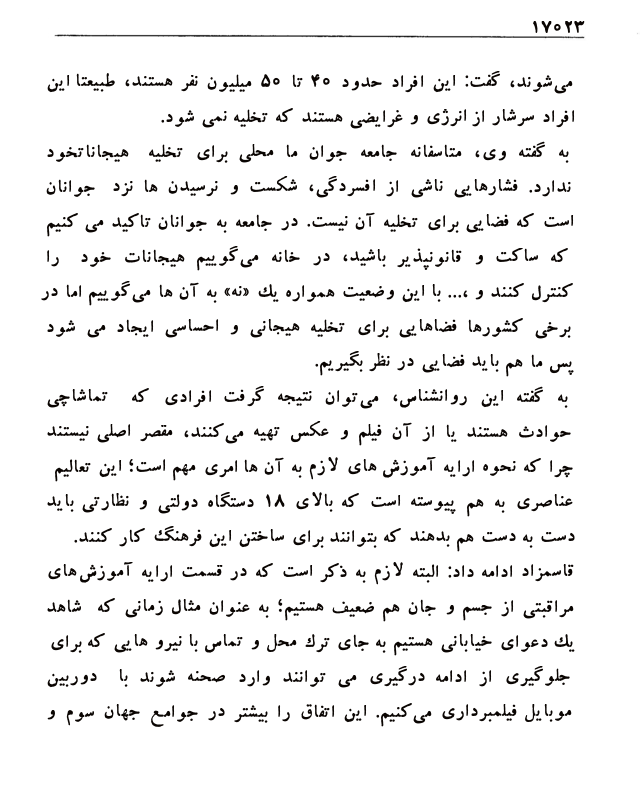 ۱۷۰۲۳
می‌شوند، گفت: این افراد حدود ۴۰ تا ۵۰ میلیون نفر هستند، طبیعتا این
افراد سرشار از انرژی و غرایضی هستند که تخلیه نمی شود.
به گفته وی، متاسفانه جامعه جوان ما محلی برای تخلیه هیجاناتخود
ندارد. فشارهایی ناشی از افسردگی، شکست و نرسیدن ها نزد جوانان
است که فضایی برای تخلیه آن نیست. در جامعه به جوانان تاکید می کنیم
که ساکت و قانونپذیر باشید، در خانه می‌گوییم هیجانات خود را
کنترل کنند و ،... با این وضعیت همواره یك «نه» به آن ها می‌گوییم اما در
برخی کشورها فضاهایی برای تخلیه هیجانی و احساسی ایجاد می شود
پس ما هم باید فضایی در نظر بگیریم.
به گفته این روانشناس، می‌توان نتیجه گرفت افرادی که تماشاچی
حوادث هستند یا از آن فیلم و عکس تهیه می‌کنند، مقصر اصلی نیستند
چرا که نحوه ارایه آموزش های لازم به آن ها امری مهم است؛ این تعالیم
عناصری به هم پیوسته است که بالای ۱۸ دستگاه دولتی و نظارتی باید
دست به دست هم بدهند که بتوانند برای ساختن این فرهنگ کار کنند.
قاسمزاد ادامه داد: البته لازم به ذکر است که در قسمت ارایه آموزش‌های
مراقبتی از جسم و جان هم ضعیف هستیم؛ به عنوان مثال زمانی که شاهد
یك دعوای خیابانی هستیم به جای ترك محل و تماس با نیرو هایی که برای
جلوگیری از ادامه درگیری می توانند وارد صحنه شوند با دوربین
موبایل فیلمبرداری می‌کنیم. این اتفاق را بیشتر در جوامع جهان سوم و